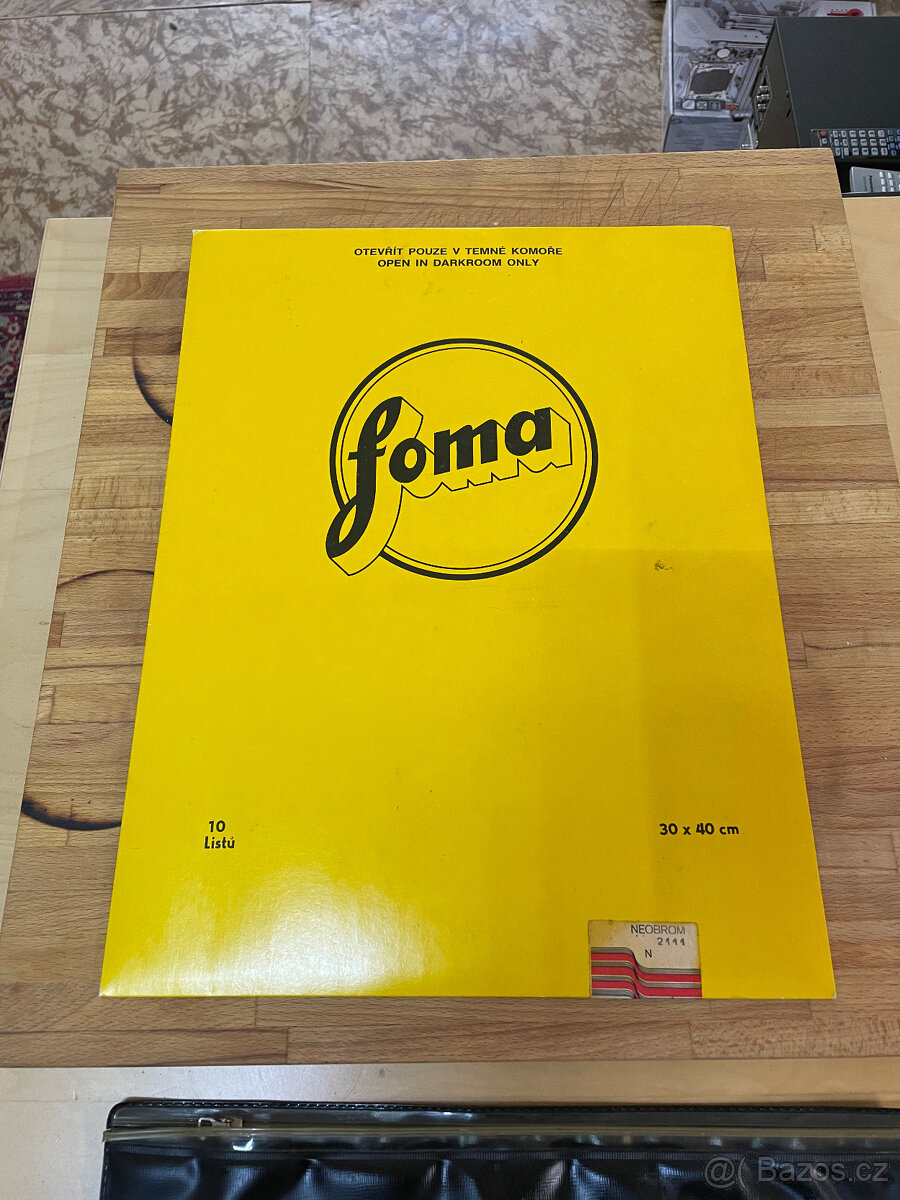 OTEVŘÍT POUZE V TEMNÉ KOMOŘE
OPEN IN DARKROOM ONLY
foma
10
Listů
30 x 40 cm
NEOBROM
2111
N
@( Bazos.cz